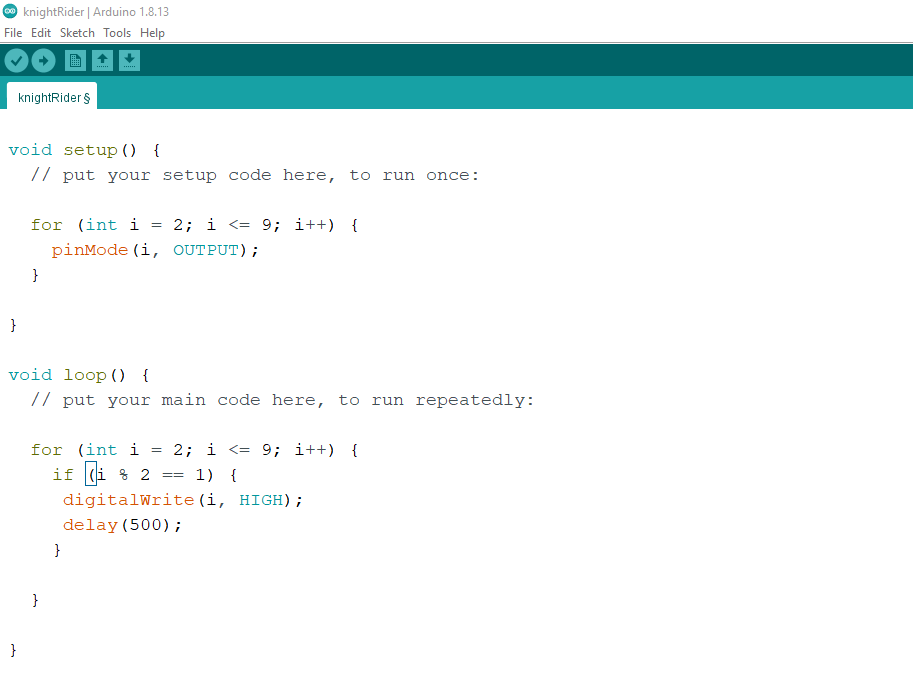 knightRider | Arduino 1.8.13
File Edit Sketch Tools Help
knightRider §
void setup() {
  // put your setup code here, to run once:
  for (int i = 2; i <= 9; i++) {
    pinMode(i, OUTPUT);
  }
}
void loop() {
  // put your main code here, to run repeatedly:
  for (int i = 2; i <= 9; i++) {
    if (i % 2 == 1) {
     digitalWrite(i, HIGH);
     delay(500);
    }
  }
}